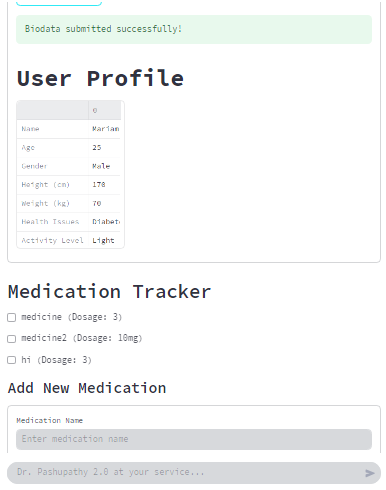 Biodata submitted successfully!
User Profile
0
Name Mariam
Age 25
Gender Male
Height (cm) 170
Weight (kg) 70
Health Issues Diabet
Activity Level Light
Medication Tracker
medicine (Dosage: 3)
medicine2 (Dosage: 10mg)
hi (Dosage: 3)
Add New Medication
Medication Name
Enter medication name
Dr. Pashupathy 2.0 at your service...